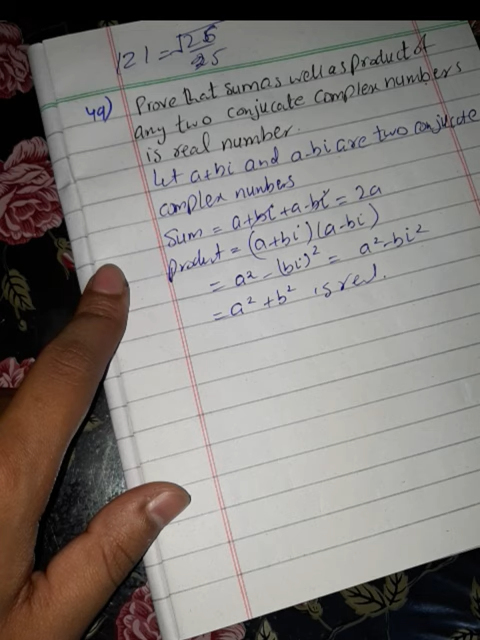 |z| = √25/25
49) Prove that sum as well as product of
any two conjucate complex numbers
is real number.
Let a+bi and a-bi are two conjucate
complex nunbers
Sum = a+bi+a-bi = 2a
Product = (a+bi)(a-bi)
= a² - (bi)² = a²-bi²
= a² + b² is real.